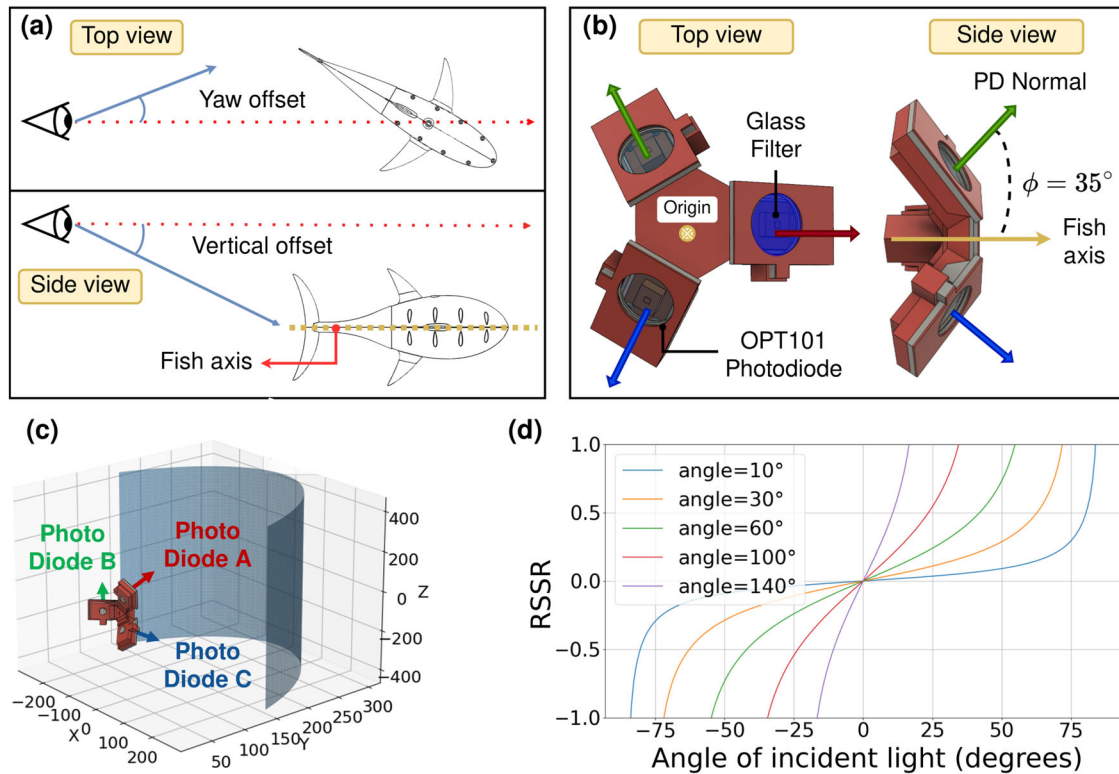 (a)
Top view
Yaw offset
Vertical offset
Side view
Fish axis
(b)
Top view
Side view
PD Normal
Glass
Filter
Origin
ϕ = 35°
Fish
axis
OPT101
Photodiode
(c)
Photo
Diode B
Photo
Diode A
Photo
Diode C
400
200
0
−200
−400
Z
−200
−100
0
100
200
X
50
100
150
200
250
300
Y
(d)
1.0
0.5
0.0
−0.5
−1.0
RSSR
angle=10°
angle=30°
angle=60°
angle=100°
angle=140°
−75 −50 −25 0 25 50 75
Angle of incident light (degrees)